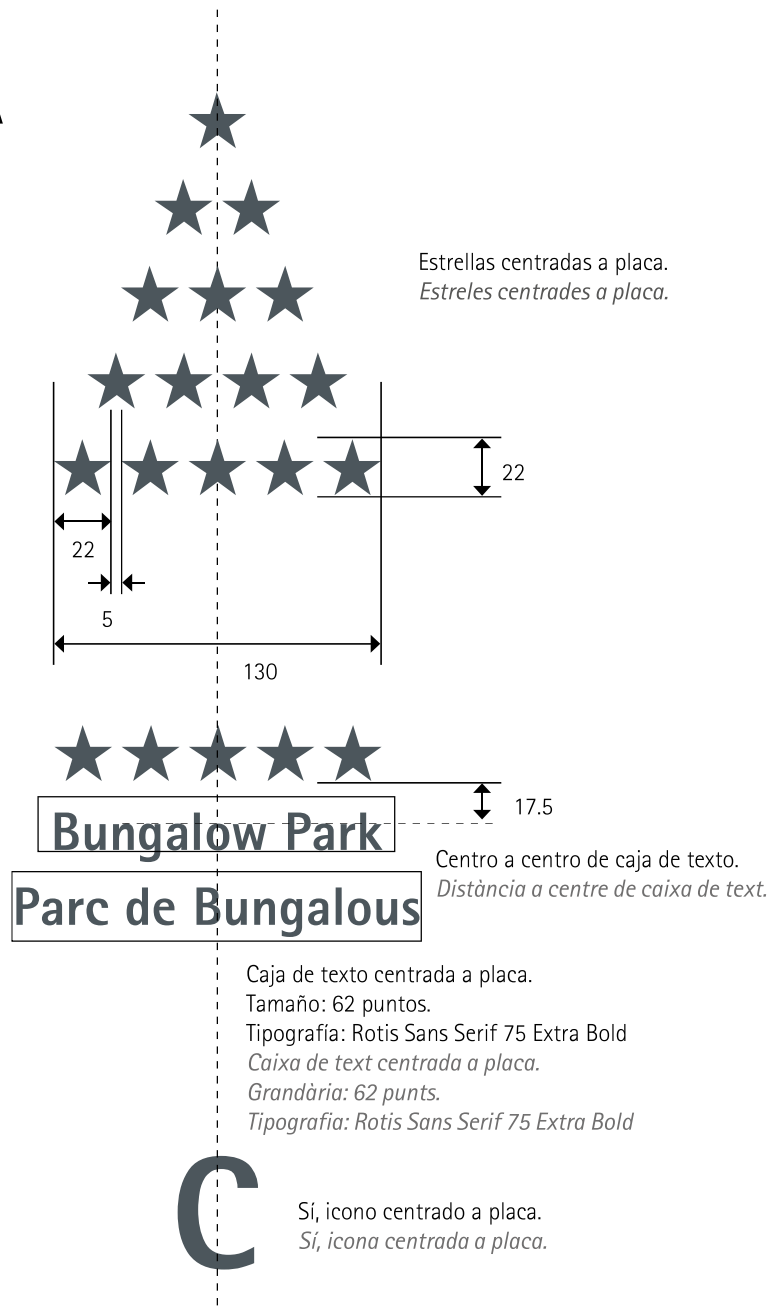 Estrellas centradas a placa.
Estreles centrades a placa.
22
22
5
130
17.5
Bungalow Park
Centro a centro de caja de texto.
Distància a centre de caixa de text.
Parc de Bungalous
Caja de texto centrada a placa.
Tamaño: 62 puntos.
Tipografía: Rotis Sans Serif 75 Extra Bold
Caixa de text centrada a placa.
Grandària: 62 punts.
Tipografia: Rotis Sans Serif 75 Extra Bold
C
Sí, icono centrado a placa.
Sí, icona centrada a placa.